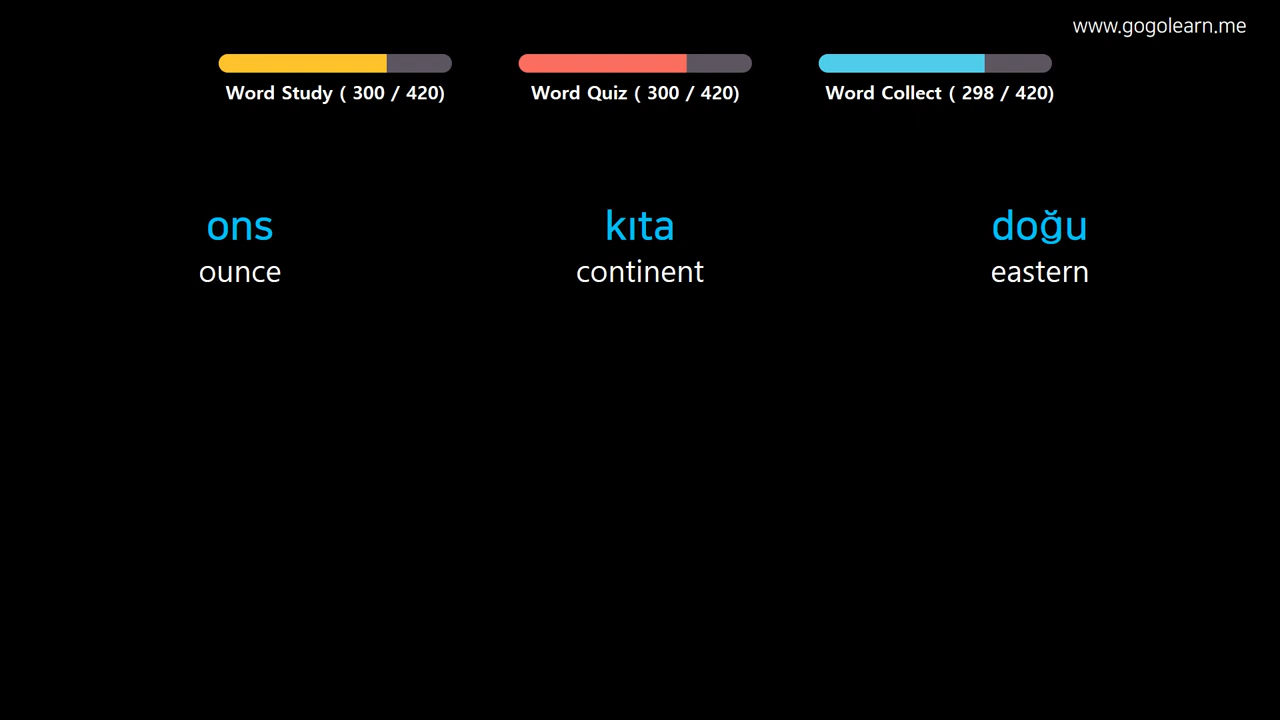 www.gogolearn.me
Word Study ( 300 / 420)
Word Quiz ( 300 / 420)
Word Collect ( 298 / 420)
ons
ounce
kıta
continent
doğu
eastern